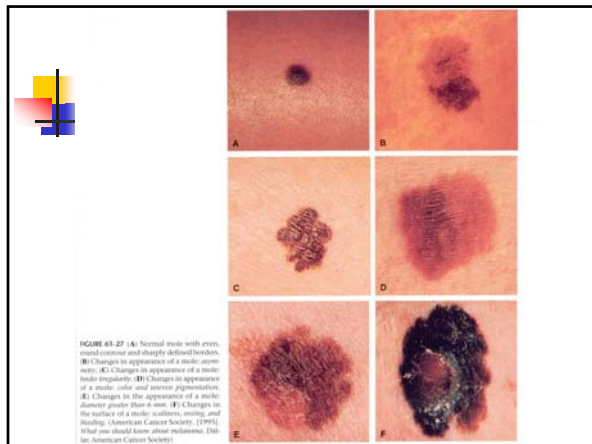 A
B
C
D
E
F
FIGURE 61-27 (A) Normal mole with even,
round contour and sharply defined borders.
(B) Changes in appearance of a mole: asym-
metry. (C) Changes in appearance of a mole:
border irregularity. (D) Changes in appearance
of a mole: color and uneven pigmentation.
(E) Changes in the appearance of a mole:
diameter greater than 6 mm. (F) Changes in
the surface of a mole: scaliness, oozing, and
bleeding. (American Cancer Society. [1995].
What you should know about melanoma. Dal-
las: American Cancer Society)